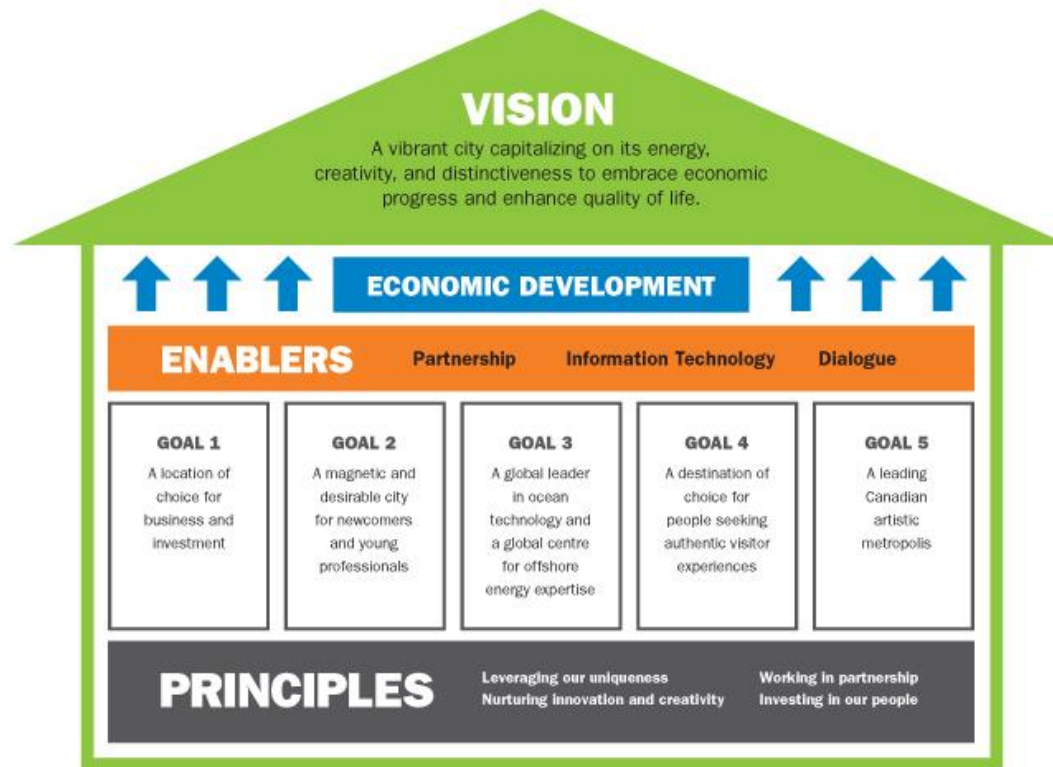 VISION
A vibrant city capitalizing on its energy,
creativity, and distinctiveness to embrace economic
progress and enhance quality of life.
ECONOMIC DEVELOPMENT
ENABLERS
Partnership
Information Technology
Dialogue
GOAL 1
A location of
choice for
business and
investment
GOAL 2
A magnetic and
desirable city
for newcomers
and young
professionals
GOAL 3
A global leader
in ocean
technology and
a global centre
for offshore
energy expertise
GOAL 4
A destination of
choice for
people seeking
authentic visitor
experiences
GOAL 5
A leading
Canadian
artistic
metropolis
PRINCIPLES
Leveraging our uniqueness
Nurturing innovation and creativity
Working in partnership
Investing in our people